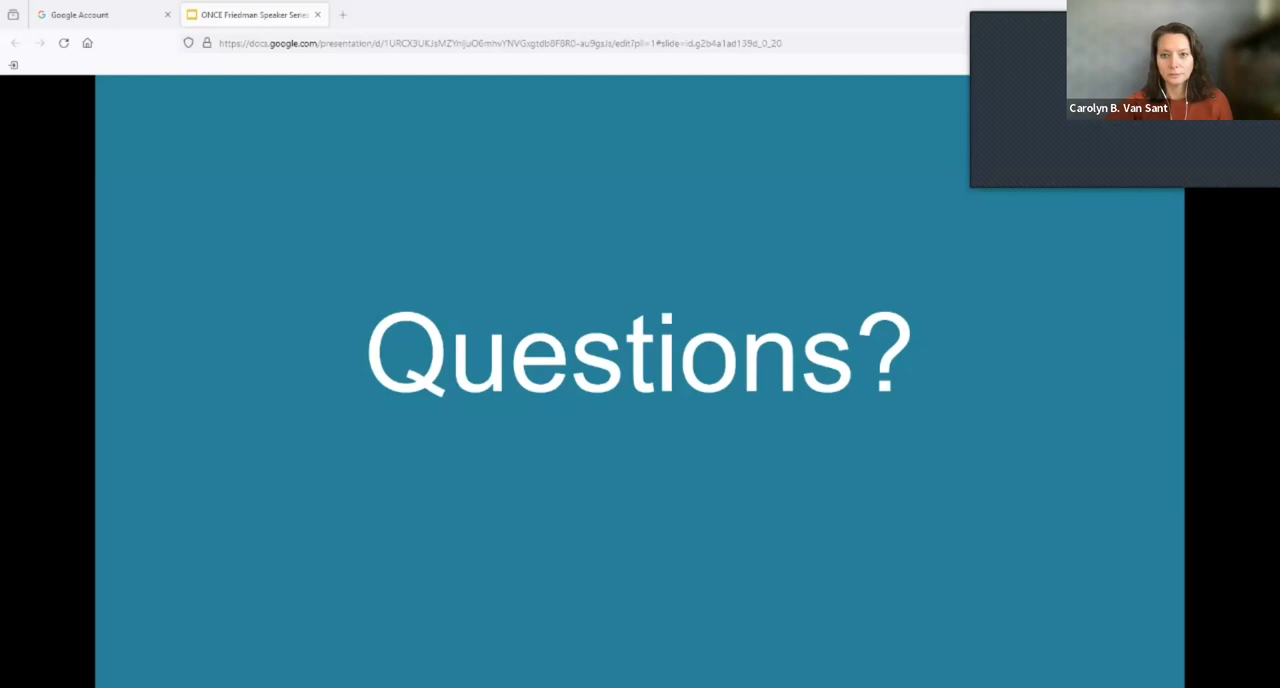 Google Account
ONCE Friedman Speaker Series
Carolyn B. Van Sant
Questions?